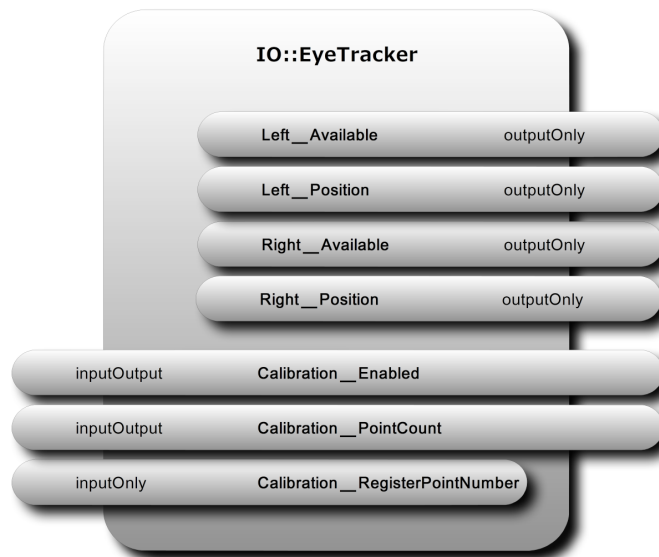 IO::EyeTracker
Left__Available outputOnly
Left__Position outputOnly
Right__Available outputOnly
Right__Position outputOnly
inputOutput Calibration__Enabled
inputOutput Calibration__PointCount
inputOnly Calibration__RegisterPointNumber